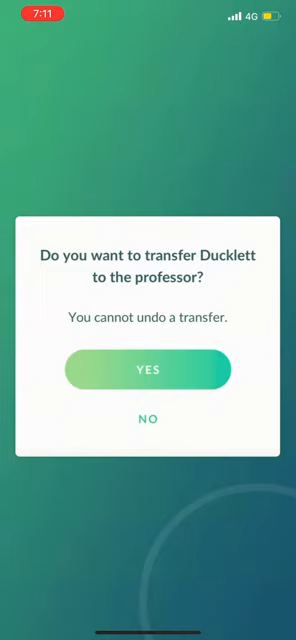 7:11 4G
Do you want to transfer Ducklett
to the professor?
You cannot undo a transfer.
YES
NO